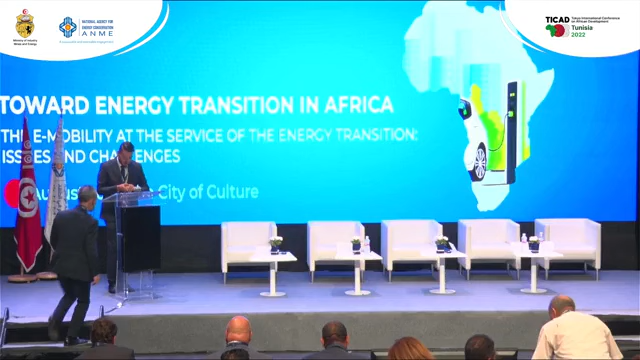 Ministry of Industry
Mines and Energy
NATIONAL AGENCY FOR
ENERGY CONSERVATION
ANME
TICAD
Tokyo International Conference
on African Development
Tunisia
2022
TOWARD ENERGY TRANSITION IN AFRICA
THE E-MOBILITY AT THE SERVICE OF THE ENERGY TRANSITION:
ISSUES AND CHALLENGES
City of Culture